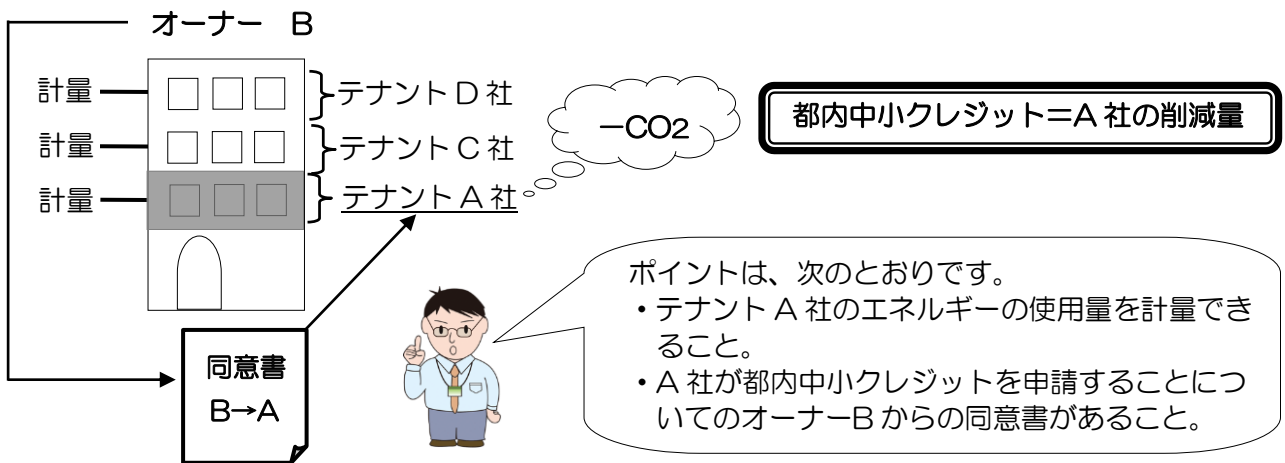 オーナー B
計量
テナントD社
計量
テナントC社
計量
テナントA社
−CO2
都内中小クレジット＝A社の削減量
同意書
B→A
ポイントは、次のとおりです。
・テナントA社のエネルギーの使用量を計量でき
ること。
・A社が都内中小クレジットを申請することにつ
いてのオーナーBからの同意書があること。